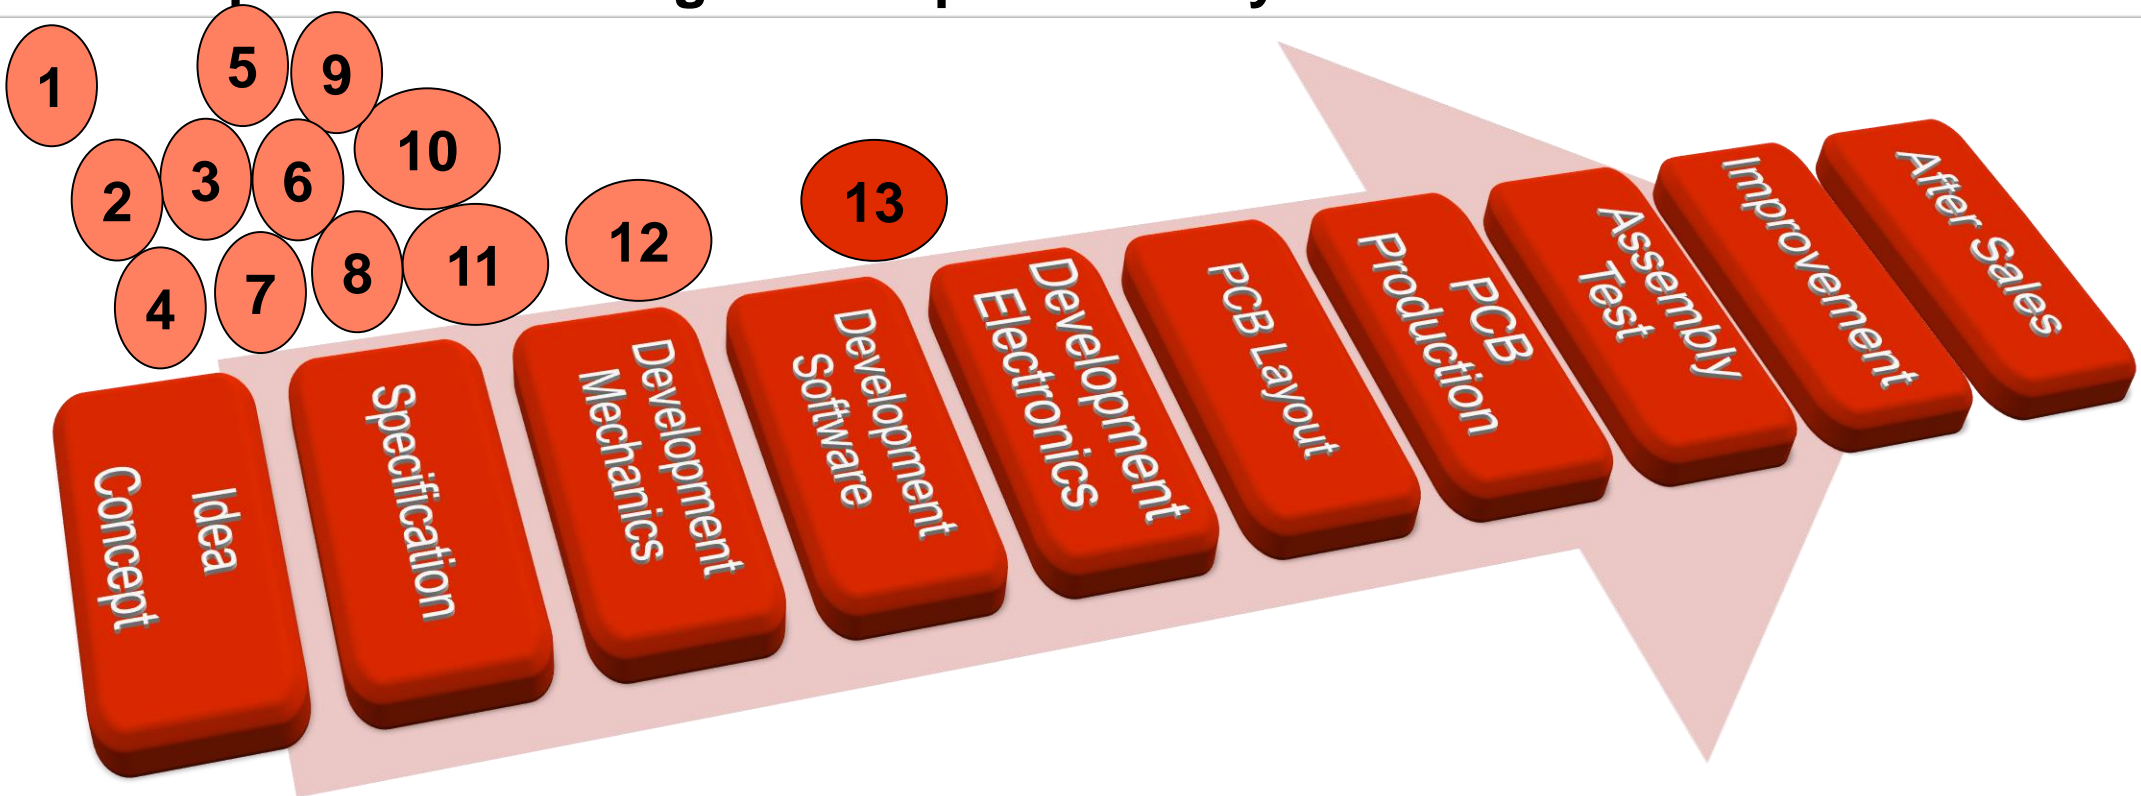 1
5
9
10
2
3
6
4
7
8
11
12
13
Idea
Concept
Specification
Development
Mechanics
Development
Software
Development
Electronics
PCB Layout
PCB
Production
Assembly
Test
Improvement
After Sales